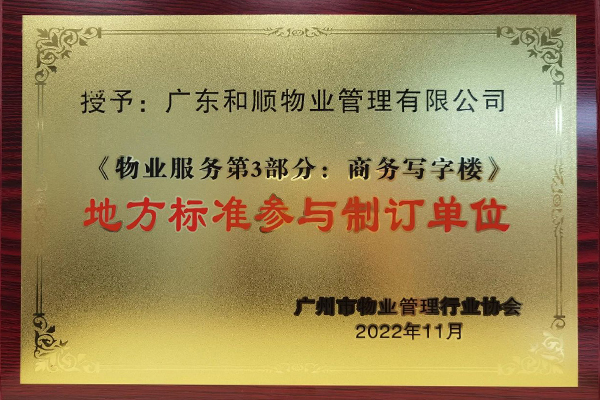 授予：广东和顺物业管理有限公司
《物业服务第3部分：商务写字楼》
地方标准参与制订单位
广州市物业管理行业协会
2022年11月